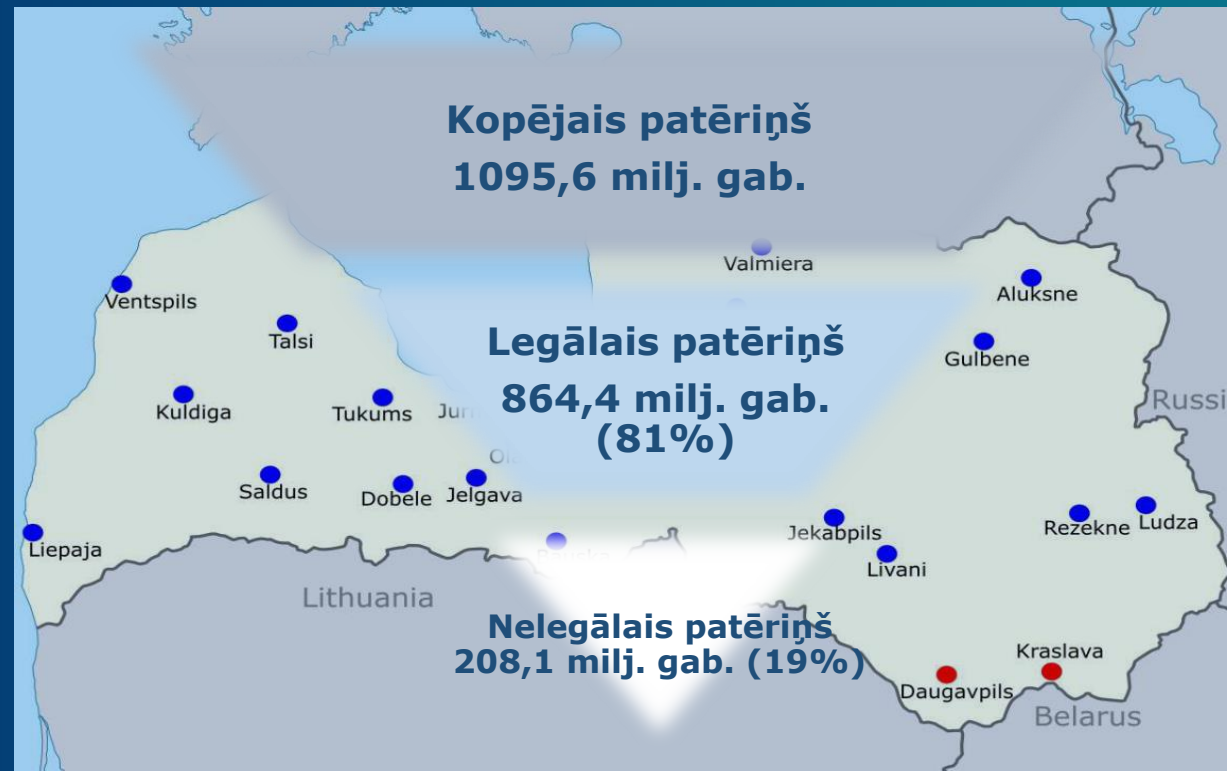 Kopējais patēriņš
1095,6 milj. gab.
Valmiera
Aluksne
Ventspils
Talsi
Legālais patēriņš
Gulbene
864,4 milj. gab.
(81%)
Kuldiga
Tukums
Saldus
Dobele
Jelgava
Jekabpils
Rezekne
Ludza
Liepaja
Livani
Lithuania
Nelegālais patēriņš
208,1 milj. gab. (19%)
Kraslava
Daugavpils
Belarus